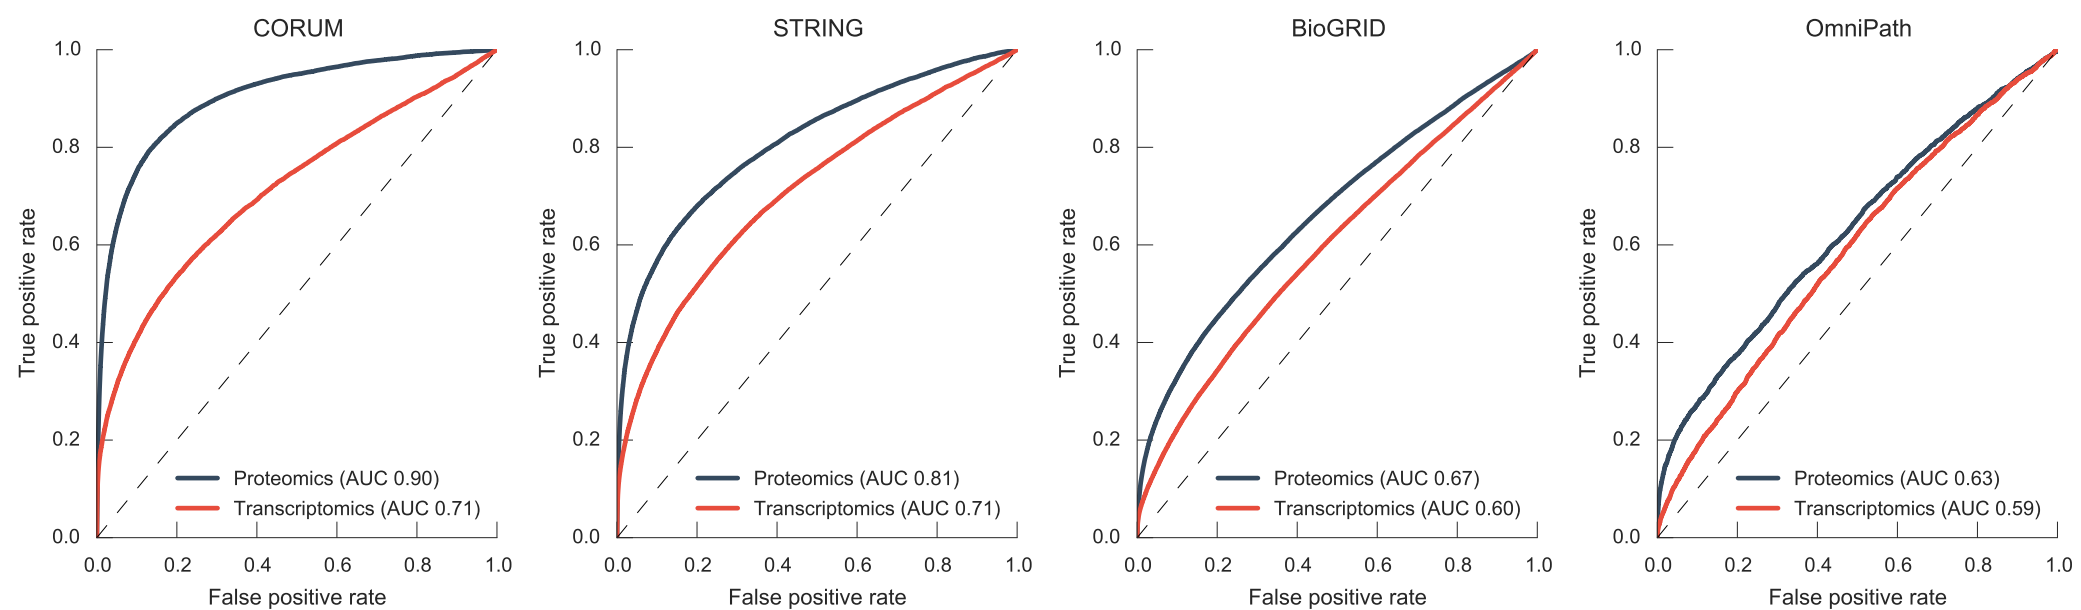 CORUM
True positive rate
1.0
0.8
0.6
0.4
0.2
0.0
Proteomics (AUC 0.90)
Transcriptomics (AUC 0.71)
0.0 0.2 0.4 0.6 0.8 1.0
False positive rate
STRING
True positive rate
1.0
0.8
0.6
0.4
0.2
0.0
Proteomics (AUC 0.81)
Transcriptomics (AUC 0.71)
0.0 0.2 0.4 0.6 0.8 1.0
False positive rate
BioGRID
True positive rate
1.0
0.8
0.6
0.4
0.2
0.0
Proteomics (AUC 0.67)
Transcriptomics (AUC 0.60)
0.0 0.2 0.4 0.6 0.8 1.0
False positive rate
OmniPath
True positive rate
1.0
0.8
0.6
0.4
0.2
0.0
Proteomics (AUC 0.63)
Transcriptomics (AUC 0.59)
0.0 0.2 0.4 0.6 0.8 1.0
False positive rate